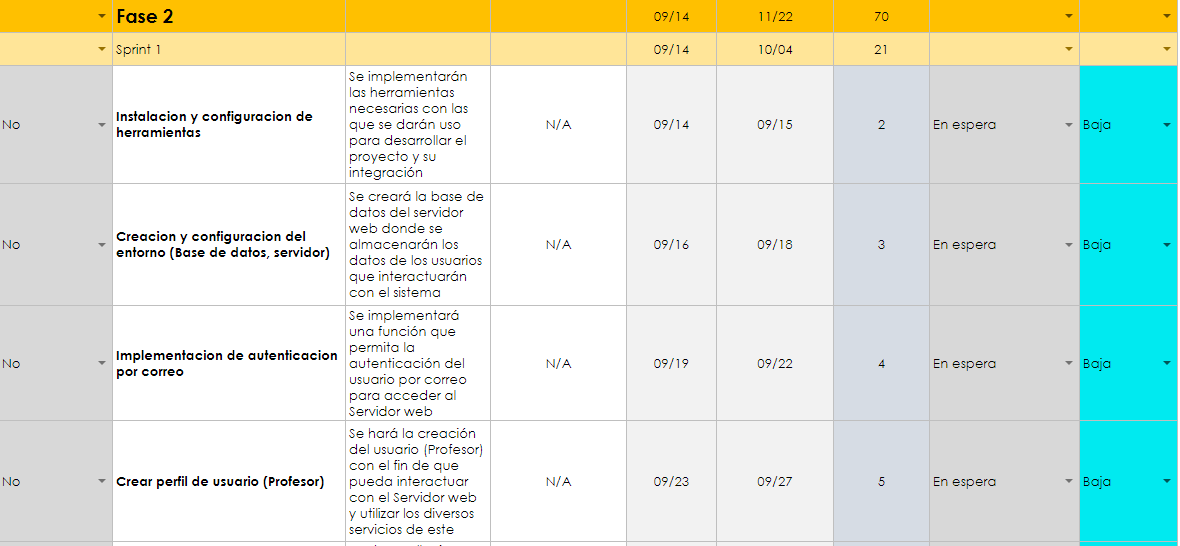 Fase 2 09/14 11/22 70
Sprint 1 09/14 10/04 21
No
Instalacion y configuracion de
herramientas
Se implementarán
las herramientas
necesarias con las
que se darán uso
para desarrollar el
proyecto y su
integración
N/A 09/14 09/15 2 En espera Baja
No
Creacion y configuracion del
entorno (Base de datos, servidor)
Se creará la base de
datos del servidor
web donde se
almacenarán los
datos de los usuarios
que interactuarán
con el sistema
N/A 09/16 09/18 3 En espera Baja
No
Implementacion de autenticacion
por correo
Se implementará
una función que
permita la
autenticación del
usuario por correo
para acceder al
Servidor web
N/A 09/19 09/22 4 En espera Baja
No
Crear perfil de usuario (Profesor)
Se hará la creación
del usuario (Profesor)
con el fin de que
pueda interactuar
con el Servidor web
y utilizar los diversos
servicios de este
N/A 09/23 09/27 5 En espera Baja